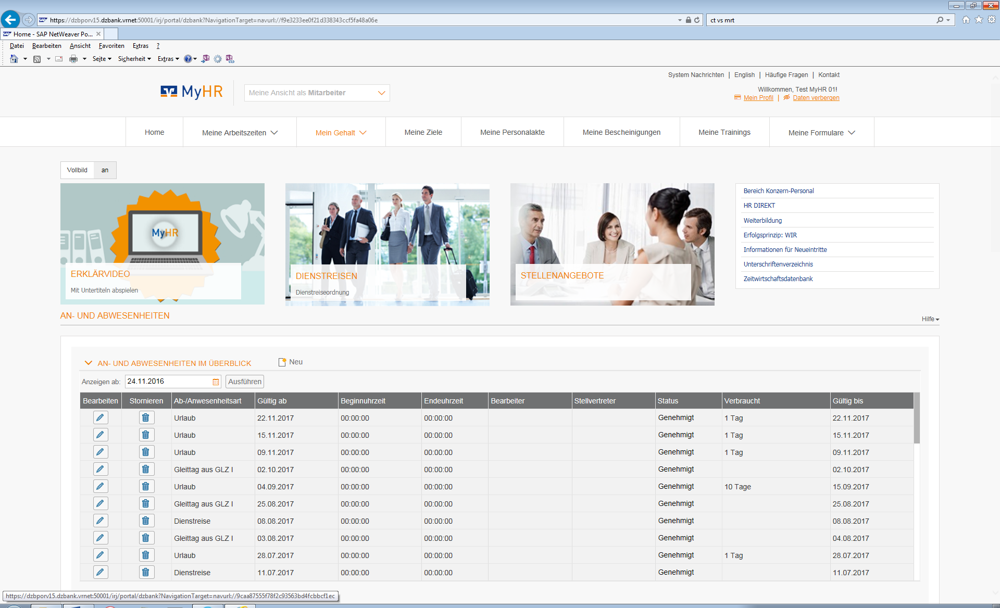 https://dzbporv15.dzbank.vrnet:50001/irj/portal/dzbank?NavigationTarget=navurl://f9e3233ee0f21d338343ccf5fa48a06e
ct vs mrt
Home - SAP NetWeaver Po...
Datei Bearbeiten Ansicht Favoriten Extras ?
Seite Sicherheit Extras
System Nachrichten | English | Häufige Fragen | Kontakt
MyHR
Meine Ansicht als Mitarbeiter
Willkommen, Test MyHR 01!
Mein Profil | Daten verbergen
Home Meine Arbeitszeiten Mein Gehalt Meine Ziele Meine Personalakte Meine Bescheinigungen Meine Trainings Meine Formulare
Vollbild an
MyHR
ERKLÄRVIDEO
Mit Untertiteln abspielen
DIENSTREISEN
Dienstreiseordnung
STELLENANGEBOTE
Bereich Konzern-Personal
HR DIREKT
Weiterbildung
Erfolgsprinzip: WIR
Informationen für Neueintritte
Unterschriftenverzeichnis
Zeitwirtschaftsdatenbank
AN- UND ABWESENHEITEN
Hilfe
AN- UND ABWESENHEITEN IM ÜBERBLICK Neu
Anzeigen ab: 24.11.2016 Ausführen
Bearbeiten Stornieren Ab-/Anwesenheitsart Gültig ab Beginnuhrzeit Endeuhrzeit Bearbeiter Stellvertreter Status Verbraucht Gültig bis
Urlaub 22.11.2017 00:00:00 00:00:00 Genehmigt 1 Tag 22.11.2017
Urlaub 15.11.2017 00:00:00 00:00:00 Genehmigt 1 Tag 15.11.2017
Urlaub 09.11.2017 00:00:00 00:00:00 Genehmigt 1 Tag 09.11.2017
Gleittag aus GLZ I 02.10.2017 00:00:00 00:00:00 Genehmigt 02.10.2017
Urlaub 04.09.2017 00:00:00 00:00:00 Genehmigt 10 Tage 15.09.2017
Gleittag aus GLZ I 25.08.2017 00:00:00 00:00:00 Genehmigt 25.08.2017
Dienstreise 08.08.2017 00:00:00 00:00:00 Genehmigt 08.08.2017
Gleittag aus GLZ I 03.08.2017 00:00:00 00:00:00 Genehmigt 04.08.2017
Urlaub 28.07.2017 00:00:00 00:00:00 Genehmigt 1 Tag 28.07.2017
Dienstreise 11.07.2017 00:00:00 00:00:00 Genehmigt 11.07.2017
https://dzbporv15.dzbank.vrnet:50001/irj/portal/dzbank?NavigationTarget=navurl://9caa87555f78f2c93563bd4fcbbcf1ec